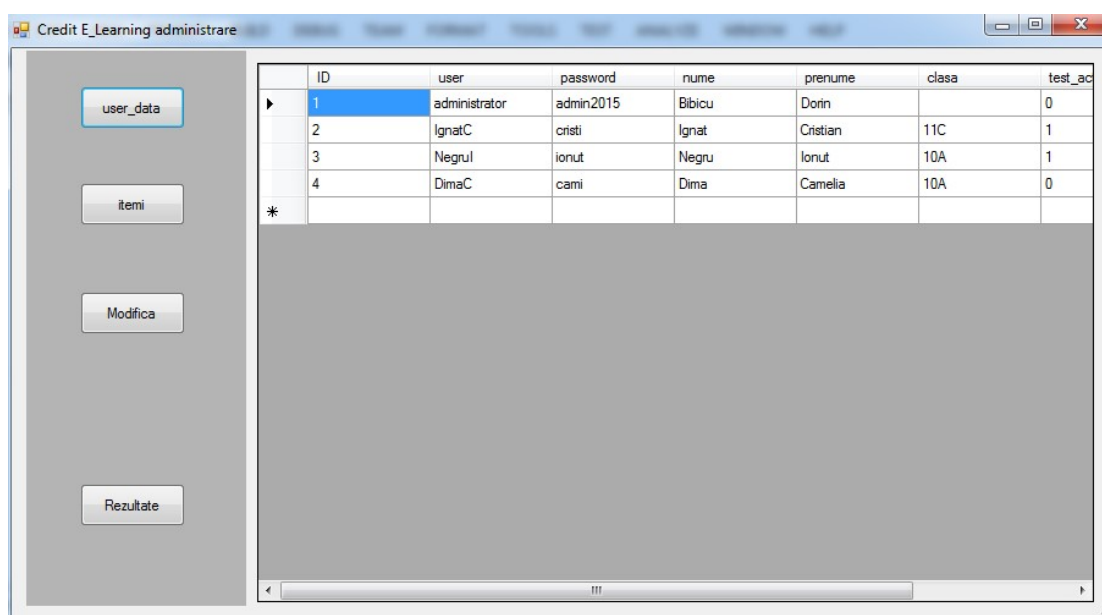 Credit E_Learning administrare
user_data
itemi
Modifica
Rezultate
ID user password nume prenume clasa test_act
1 administrator admin2015 Bibicu Dorin 0
2 IgnatC cristi Ignat Cristian 11C 1
3 NegruI ionut Negru Ionut 10A 1
4 DimaC cami Dima Camelia 10A 0